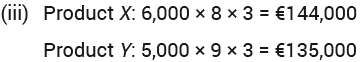 (iii) Product X: 6,000 × 8 × 3 = €144,000
Product Y: 5,000 × 9 × 3 = €135,000